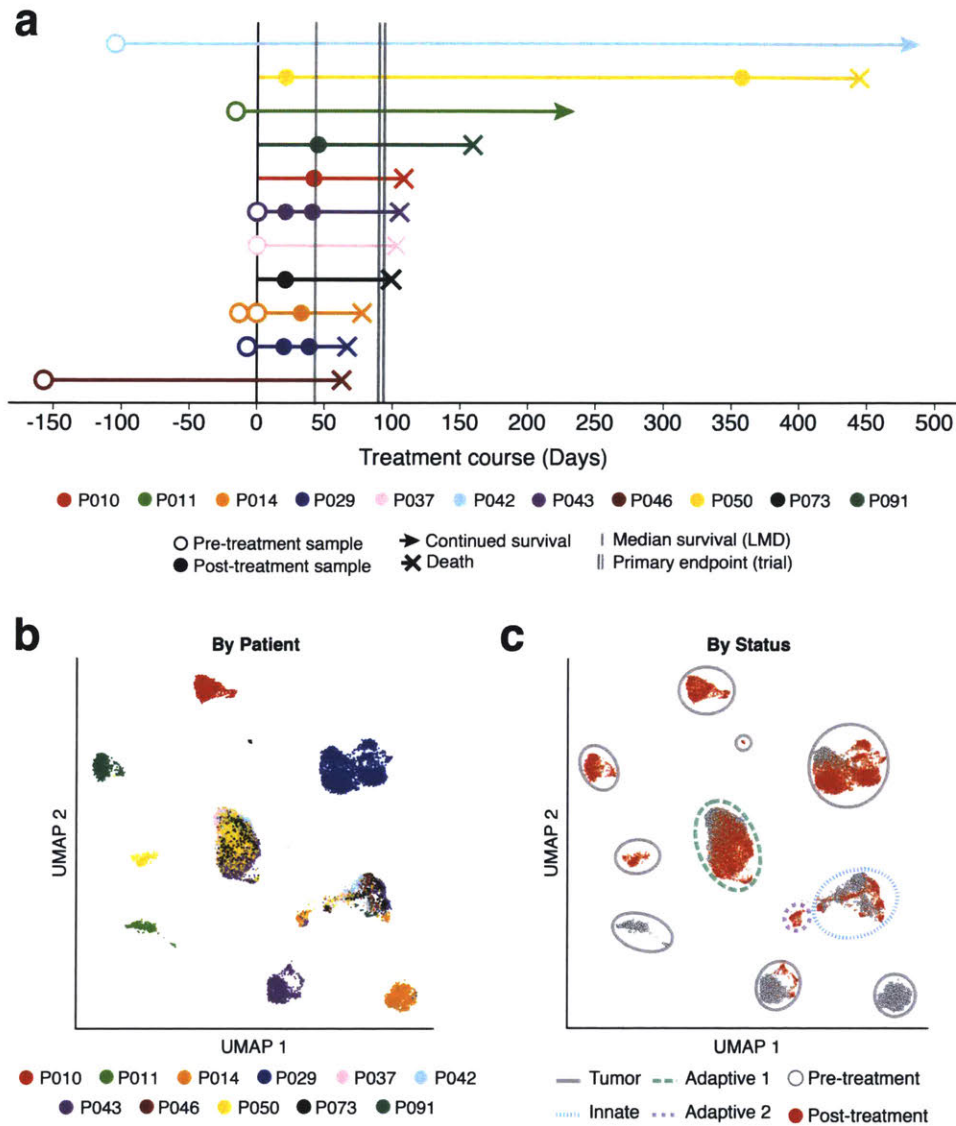 a
-150 -100 -50 0 50 100 150 200 250 300 350 400 450 500
Treatment course (Days)
P010 P011 P014 P029 P037 P042 P043 P046 P050 P073 P091
Pre-treatment sample Continued survival Median survival (LMD)
Post-treatment sample Death Primary endpoint (trial)
b By Patient
c By Status
UMAP 2
UMAP 2
UMAP 1
UMAP 1
P010 P011 P014 P029 P037 P042
P043 P046 P050 P073 P091
Tumor Adaptive 1 Pre-treatment
Innate Adaptive 2 Post-treatment